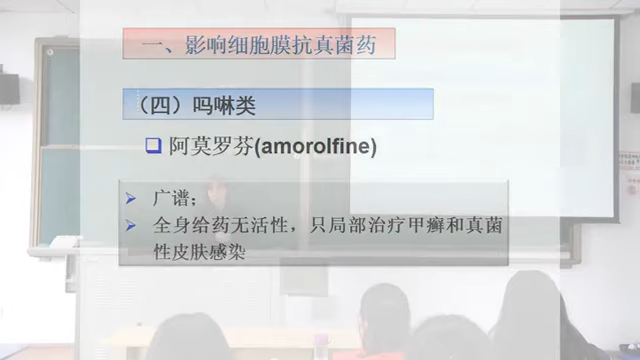 一、影响细胞膜抗真菌药
（四）吗啉类
阿莫罗芬(amorolfine)
广谱；
全身给药无活性，只局部治疗甲癣和真菌
性皮肤感染